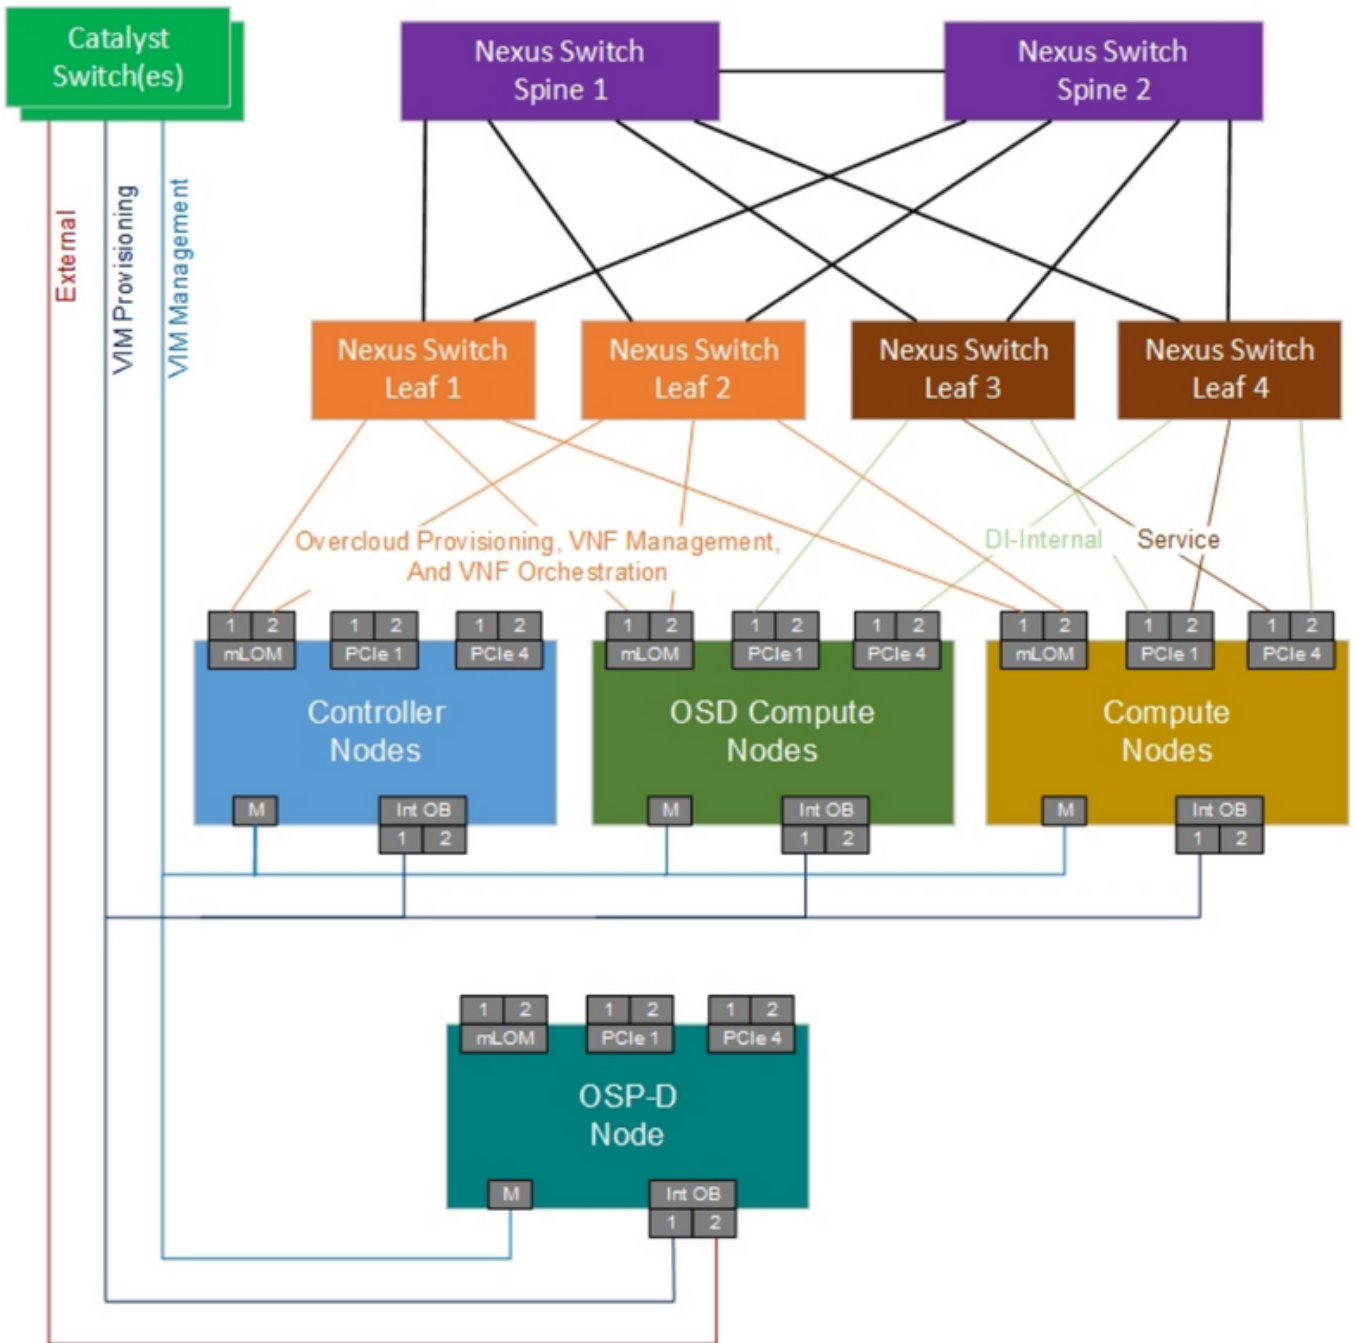 Catalyst
Switch(es)
Nexus Switch
Spine 1
Nexus Switch
Spine 2
External
VIM Provisioning
VIM Management
Nexus Switch
Leaf 1
Nexus Switch
Leaf 2
Nexus Switch
Leaf 3
Nexus Switch
Leaf 4
Overcloud Provisioning, VNF Management,
And VNF Orchestration
DI-Internal
Service
1 2
mLOM
1 2
PCIe 1
1 2
PCIe 4
Controller
Nodes
M
Int OB
1 2
1 2
mLOM
1 2
PCIe 1
1 2
PCIe 4
OSD Compute
Nodes
M
Int OB
1 2
1 2
mLOM
1 2
PCIe 1
1 2
PCIe 4
Compute
Nodes
M
Int OB
1 2
1 2
mLOM
1 2
PCIe 1
1 2
PCIe 4
OSP-D
Node
M
Int OB
1 2